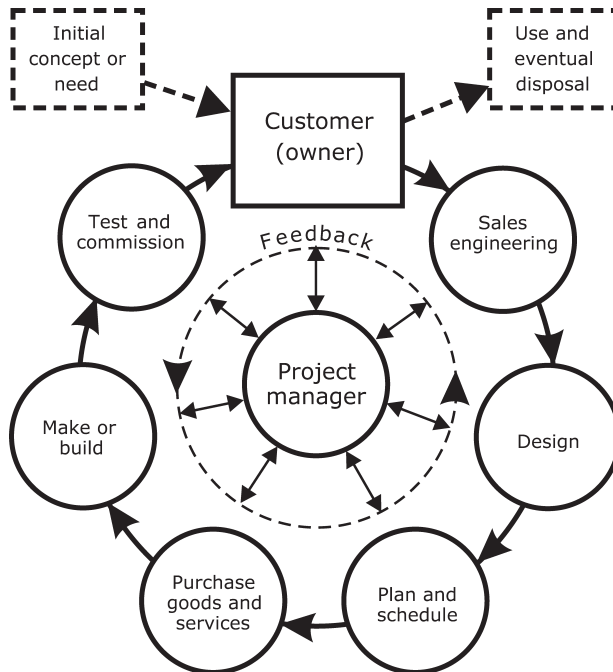 Initial
concept or
need
Use and
eventual
disposal
Customer
(owner)
Test and
commission
Sales
engineering
Feedback
Project
manager
Make or
build
Design
Purchase
goods and
services
Plan and
schedule